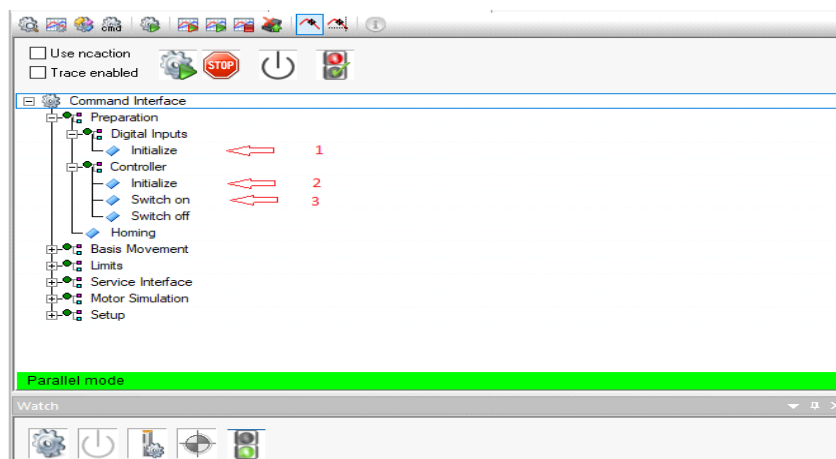 cmd
Use ncaction
Trace enabled
STOP
Command Interface
Preparation
Digital Inputs
Initialize 1
Controller
Initialize 2
Switch on 3
Switch off
Homing
Basis Movement
Limits
Service Interface
Motor Simulation
Setup
Parallel mode
Watch